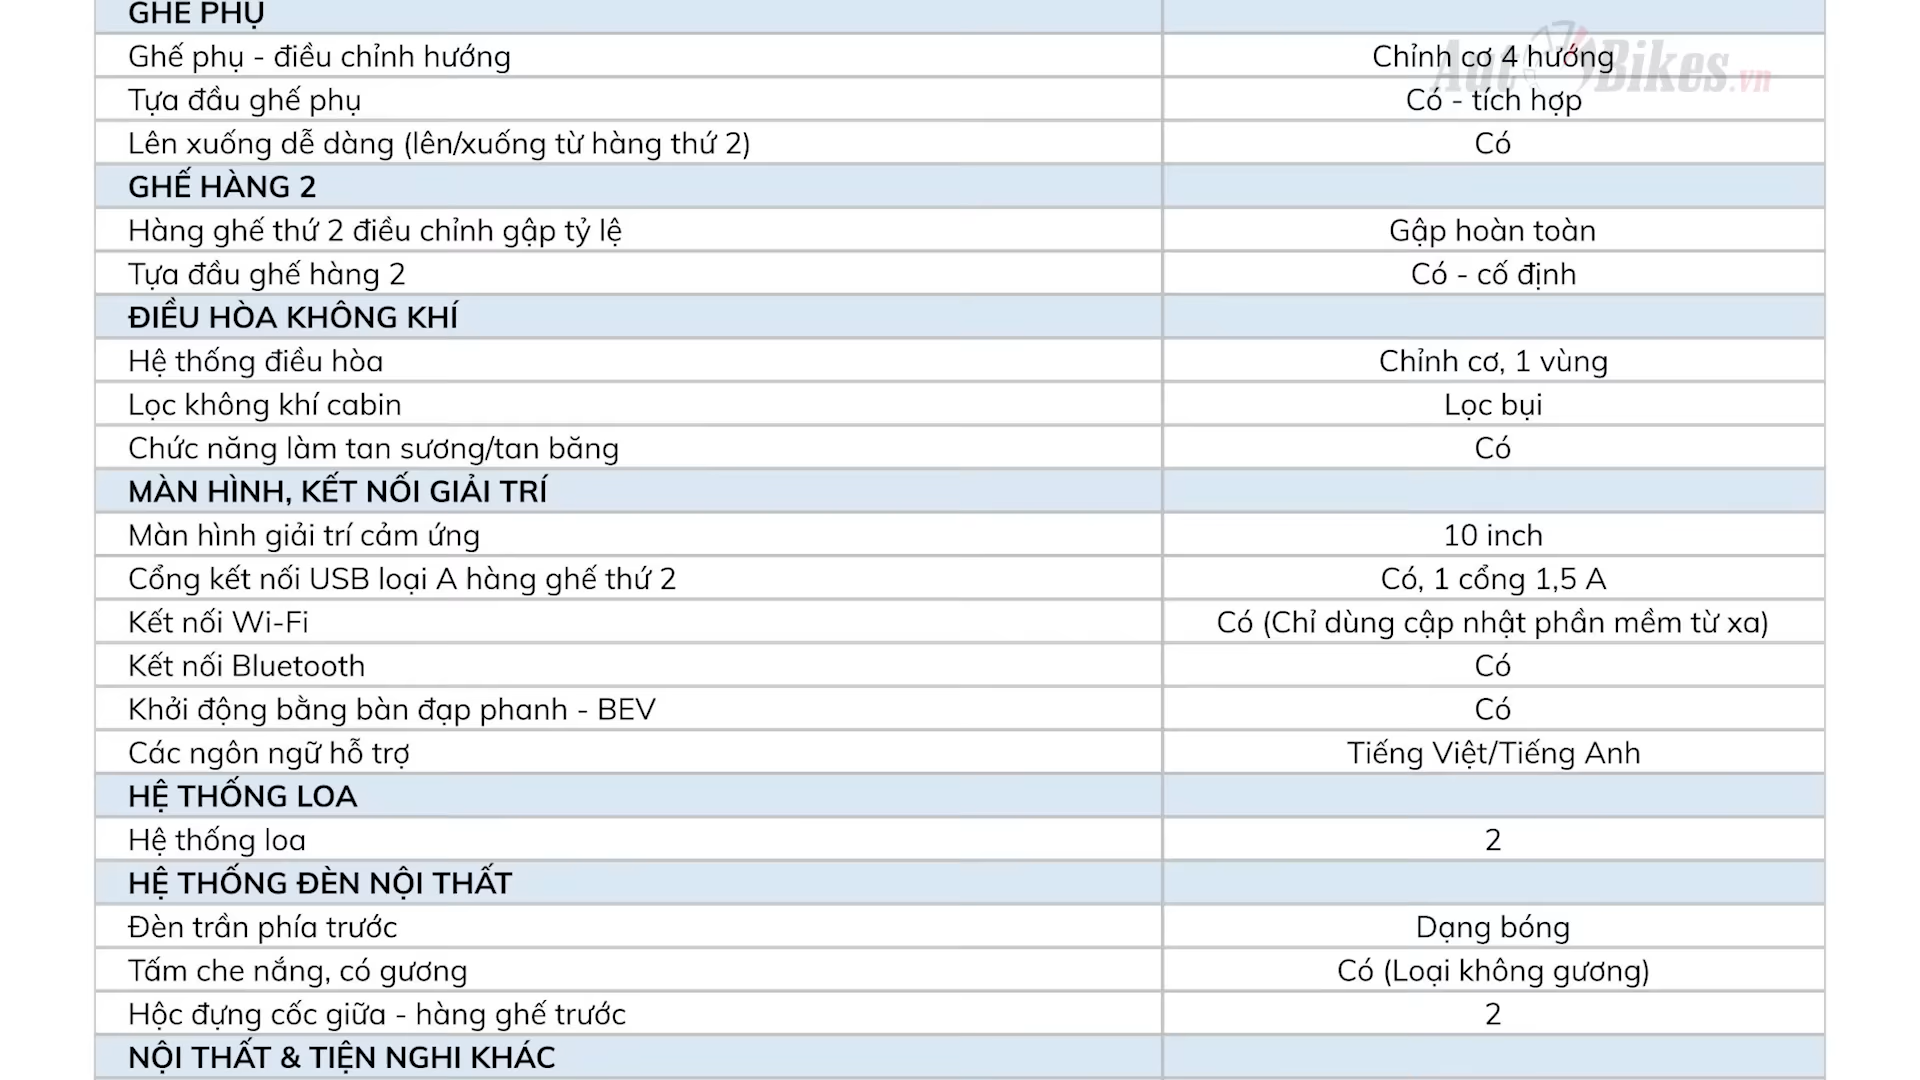 GHẾ PHỤ
Ghế phụ - điều chỉnh hướng Chỉnh cơ 4 hướng
Tựa đầu ghế phụ Có - tích hợp
Lên xuống dễ dàng (lên/xuống từ hàng thứ 2) Có
GHẾ HÀNG 2
Hàng ghế thứ 2 điều chỉnh gập tỷ lệ Gập hoàn toàn
Tựa đầu ghế hàng 2 Có - cố định
ĐIỀU HÒA KHÔNG KHÍ
Hệ thống điều hòa Chỉnh cơ, 1 vùng
Lọc không khí cabin Lọc bụi
Chức năng làm tan sương/tan băng Có
MÀN HÌNH, KẾT NỐI GIẢI TRÍ
Màn hình giải trí cảm ứng 10 inch
Cổng kết nối USB loại A hàng ghế thứ 2 Có, 1 cổng 1,5 A
Kết nối Wi-Fi Có (Chỉ dùng cập nhật phần mềm từ xa)
Kết nối Bluetooth Có
Khởi động bằng bàn đạp phanh - BEV Có
Các ngôn ngữ hỗ trợ Tiếng Việt/Tiếng Anh
HỆ THỐNG LOA
Hệ thống loa 2
HỆ THỐNG ĐÈN NỘI THẤT
Đèn trần phía trước Dạng bóng
Tấm che nắng, có gương Có (Loại không gương)
Hộc đựng cốc giữa - hàng ghế trước 2
NỘI THẤT & TIỆN NGHI KHÁC
AutoBikes.vn